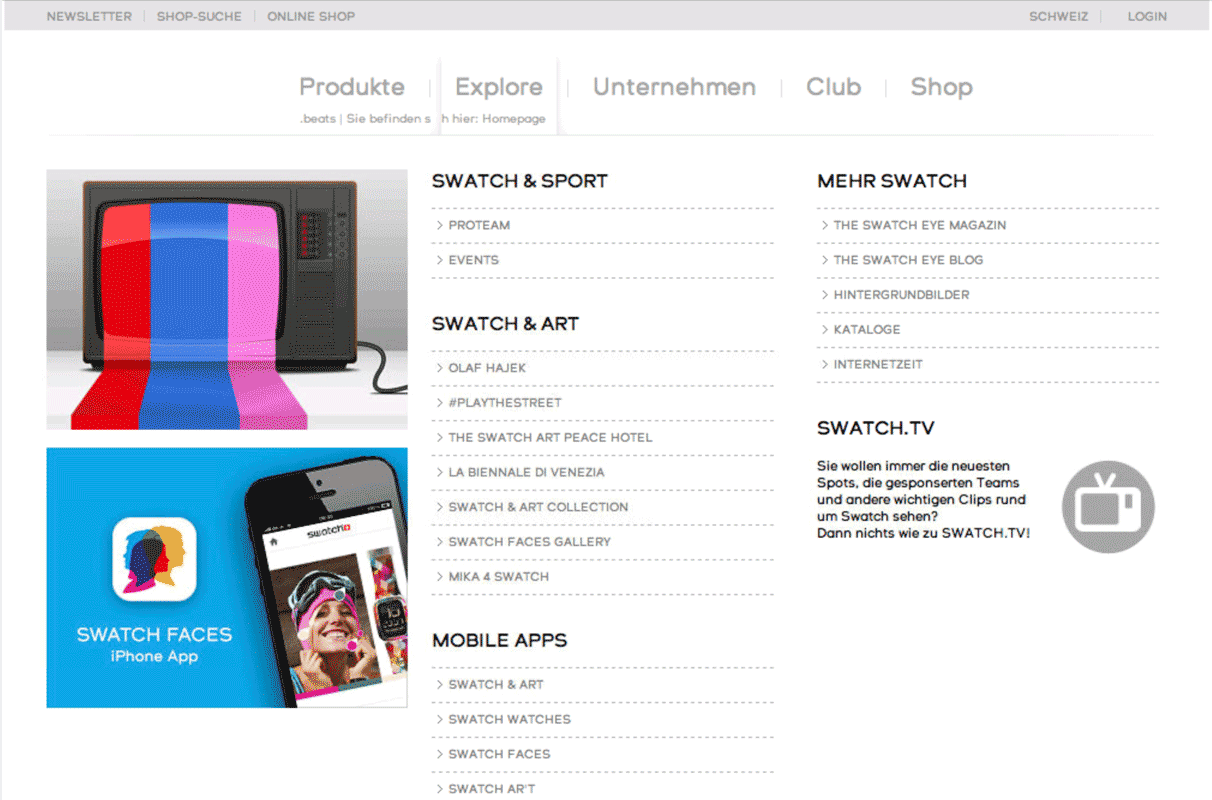 NEWSLETTER | SHOP-SUCHE | ONLINE SHOP
SCHWEIZ | LOGIN
Produkte | Explore | Unternehmen | Club | Shop
.beats | Sie befinden s h hier: Homepage
SWATCH FACES
iPhone App
swatch
SWATCH & SPORT
> PROTEAM
> EVENTS
SWATCH & ART
> OLAF HAJEK
> #PLAYTHESTREET
> THE SWATCH ART PEACE HOTEL
> LA BIENNALE DI VENEZIA
> SWATCH & ART COLLECTION
> SWATCH FACES GALLERY
> MIKA 4 SWATCH
MOBILE APPS
> SWATCH & ART
> SWATCH WATCHES
> SWATCH FACES
> SWATCH AR'T
MEHR SWATCH
> THE SWATCH EYE MAGAZIN
> THE SWATCH EYE BLOG
> HINTERGRUNDBILDER
> KATALOGE
> INTERNETZEIT
SWATCH.TV
Sie wollen immer die neuesten
Spots, die gesponserten Teams
und andere wichtigen Clips rund
um Swatch sehen?
Dann nichts wie zu SWATCH.TV!